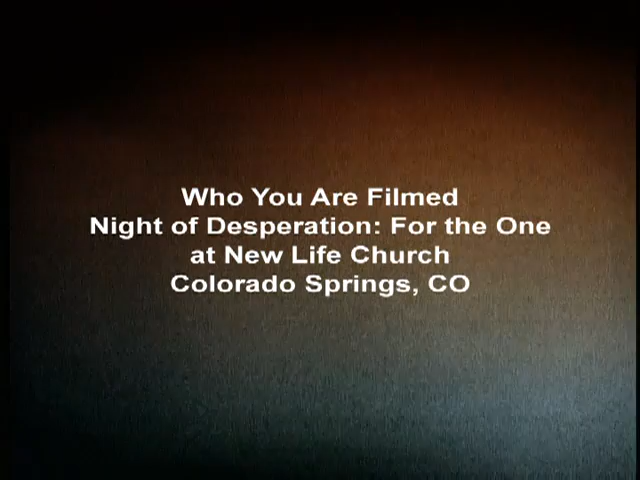 Who You Are Filmed
Night of Desperation: For the One
at New Life Church
Colorado Springs, CO